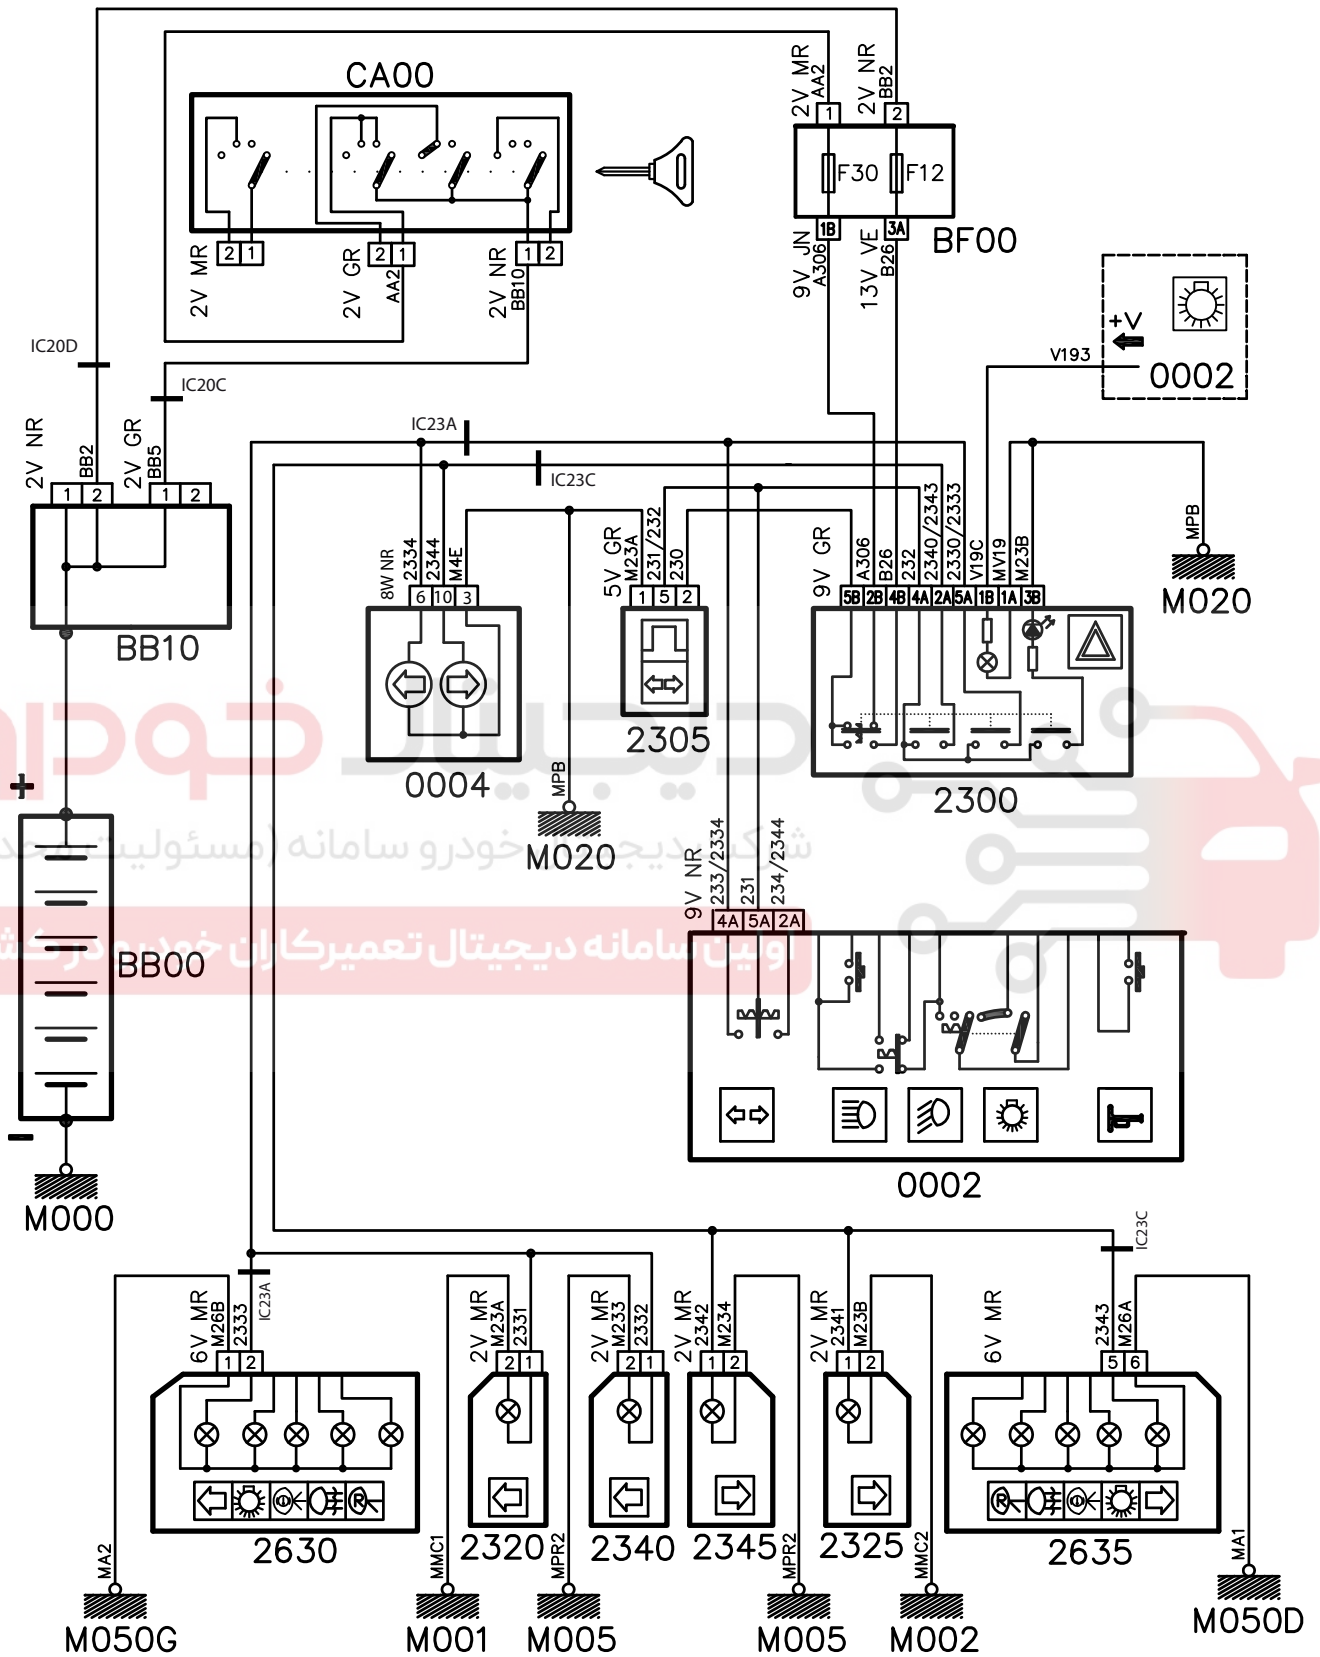 CA00
2V MR
2 1
2V GR
2 1
AA2
2V NR
1 2
BB10
2V MR
AA2
1
2V NR
BB2
2
F30
F12
1B
3A
BF00
9V JN
A306
13V VE
B26
+V
V193
0002
IC20D
IC20C
2V NR
BB2
2V GR
BB5
1 2
1 2
BB10
IC23A
IC23C
8W NR
2334
2344
M4E
6 10 3
0004
5V GR
M23A
231/232
230
1 5 2
2305
9V GR
A306
B26
232
2340/2343
2330/2333
V19C
MV19
M23B
5B 2B 4B 4A 2A 5A 1B 1A 3B
2300
MPB
M020
MPB
M020
دیجیتال خودرو
شرکت دیجیتال خودرو سامانه (مسئولیت محد
اولین سامانه دیجیتال تعمیرکاران خودرو در کش
+
BB00
-
M000
9V NR
233/2334
231
234/2344
4A 5A 2A
0002
IC23C
IC23A
6V MR
M26B
2333
1 2
2630
MA2
M050G
2V MR
M23A
2331
2 1
2320
MMC1
M001
2V MR
M233
2332
2 1
2340
MPR2
M005
2V MR
2342
M234
1 2
2345
MPR2
M005
2V MR
2341
M23B
1 2
2325
MMC2
M002
6V MR
2343
M26A
5 6
R
R
2635
MA1
M050D